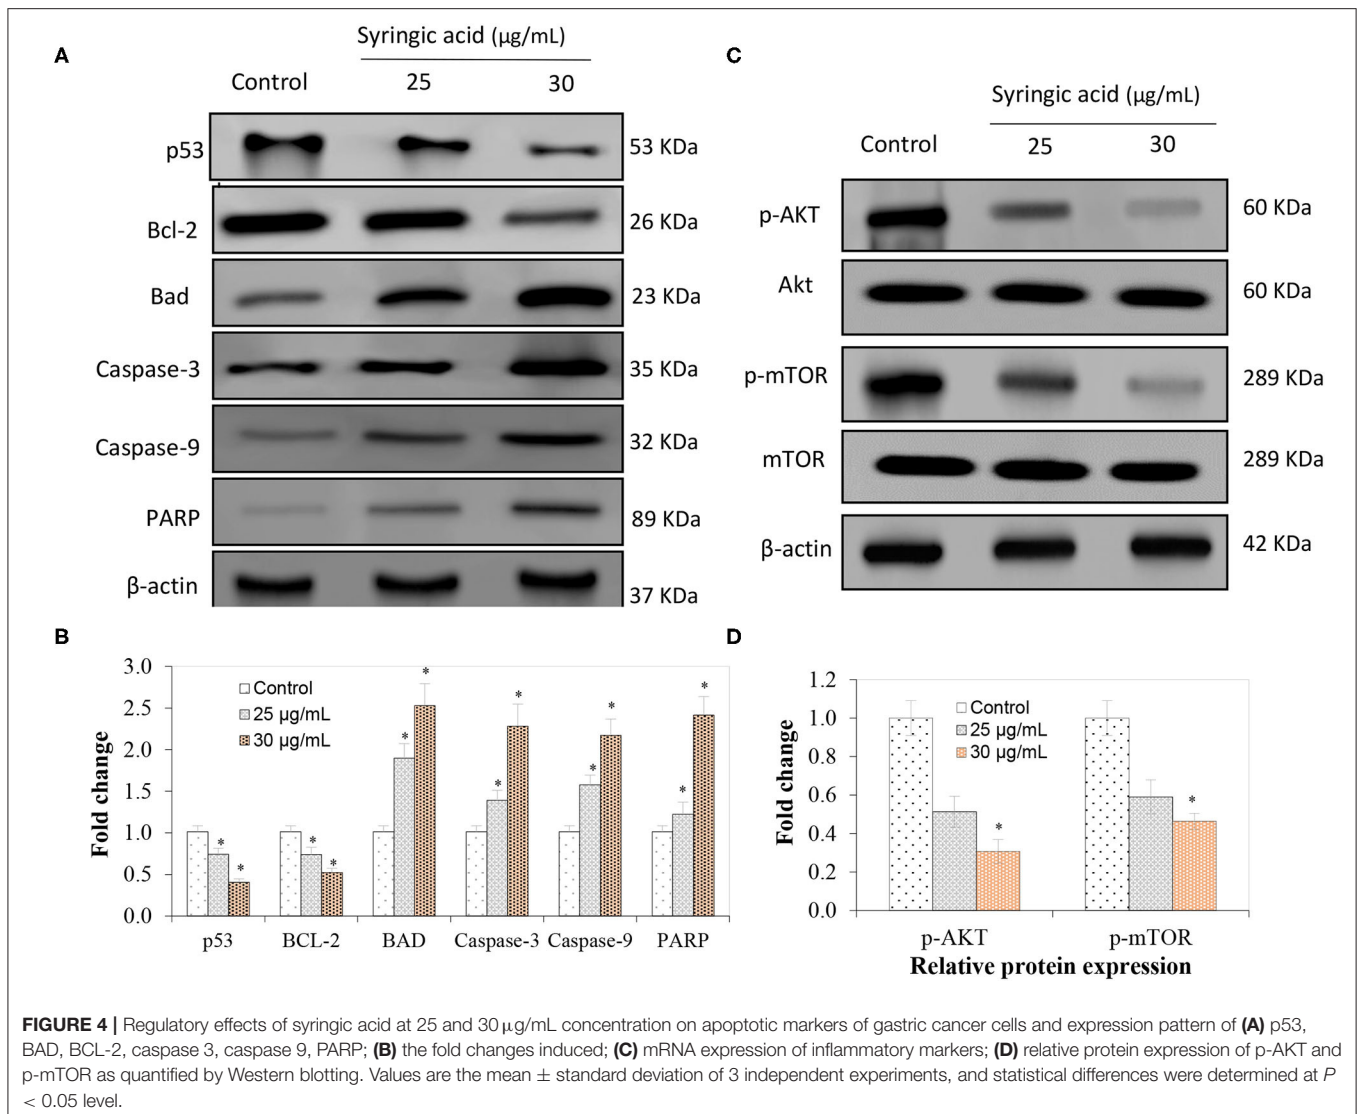 A
Syringic acid (µg/mL)
Control 25 30
p53 53 KDa
Bcl-2 26 KDa
Bad 23 KDa
Caspase-3 35 KDa
Caspase-9 32 KDa
PARP 89 KDa
β-actin 37 KDa
C
Syringic acid (µg/mL)
Control 25 30
p-AKT 60 KDa
Akt 60 KDa
p-mTOR 289 KDa
mTOR 289 KDa
β-actin 42 KDa
B
Fold change
3.0
2.5
2.0
1.5
1.0
0.5
0.0
Control
25 µg/mL
30 µg/mL
* * * * * * * * * * * *
p53 BCL-2 BAD Caspase-3 Caspase-9 PARP
D
Fold change
1.2
1.0
0.8
0.6
0.4
0.2
0.0
Control
25 µg/mL
30 µg/mL
* *
p-AKT p-mTOR
Relative protein expression
FIGURE 4 | Regulatory effects of syringic acid at 25 and 30 µg/mL concentration on apoptotic markers of gastric cancer cells and expression pattern of (A) p53,
BAD, BCL-2, caspase 3, caspase 9, PARP; (B) the fold changes induced; (C) mRNA expression of inflammatory markers; (D) relative protein expression of p-AKT and
p-mTOR as quantified by Western blotting. Values are the mean ± standard deviation of 3 independent experiments, and statistical differences were determined at P
< 0.05 level.